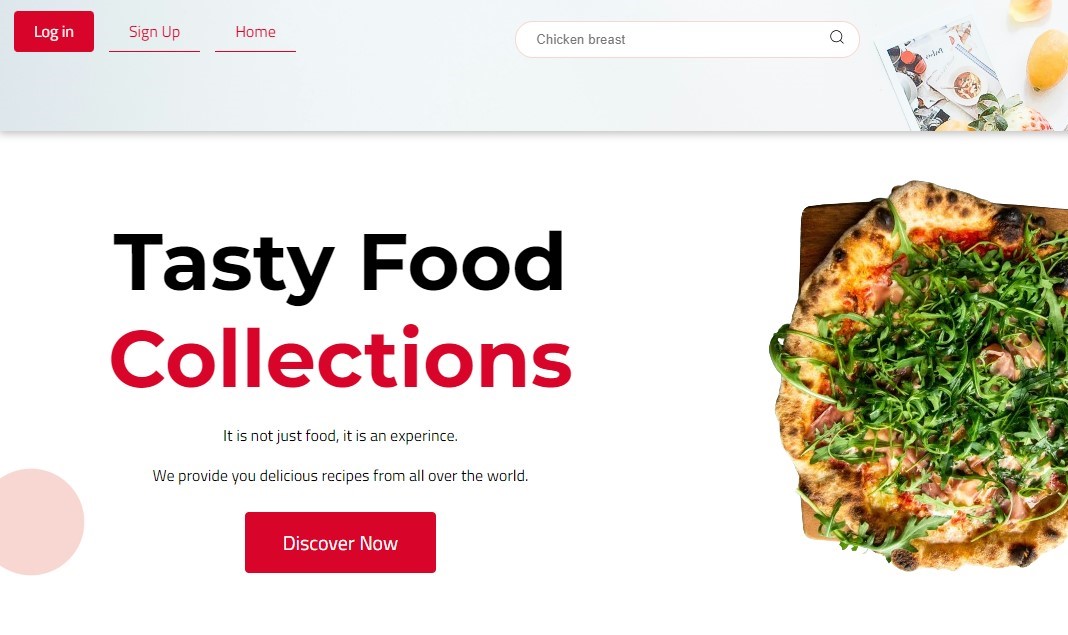 Log in
Sign Up
Home
Chicken breast
Tasty Food
Collections
It is not just food, it is an experince.
We provide you delicious recipes from all over the world.
Discover Now